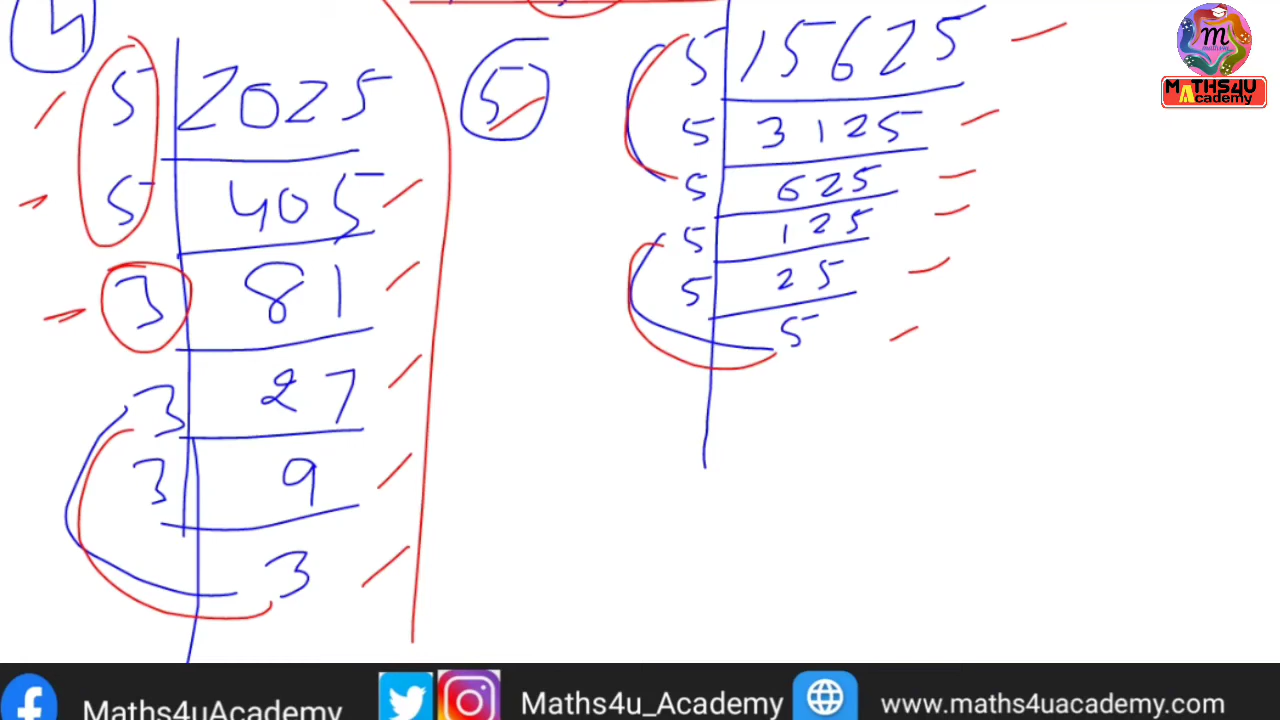 4
5 2025
5 405
3 81
3 27
3 9
3
5
5 15625
5 3125
5 625
5 125
5 25
5
m
maths4u
MATHS4U
Academy
Maths4uAcademy
Maths4u_Academy
www.maths4uacademy.com